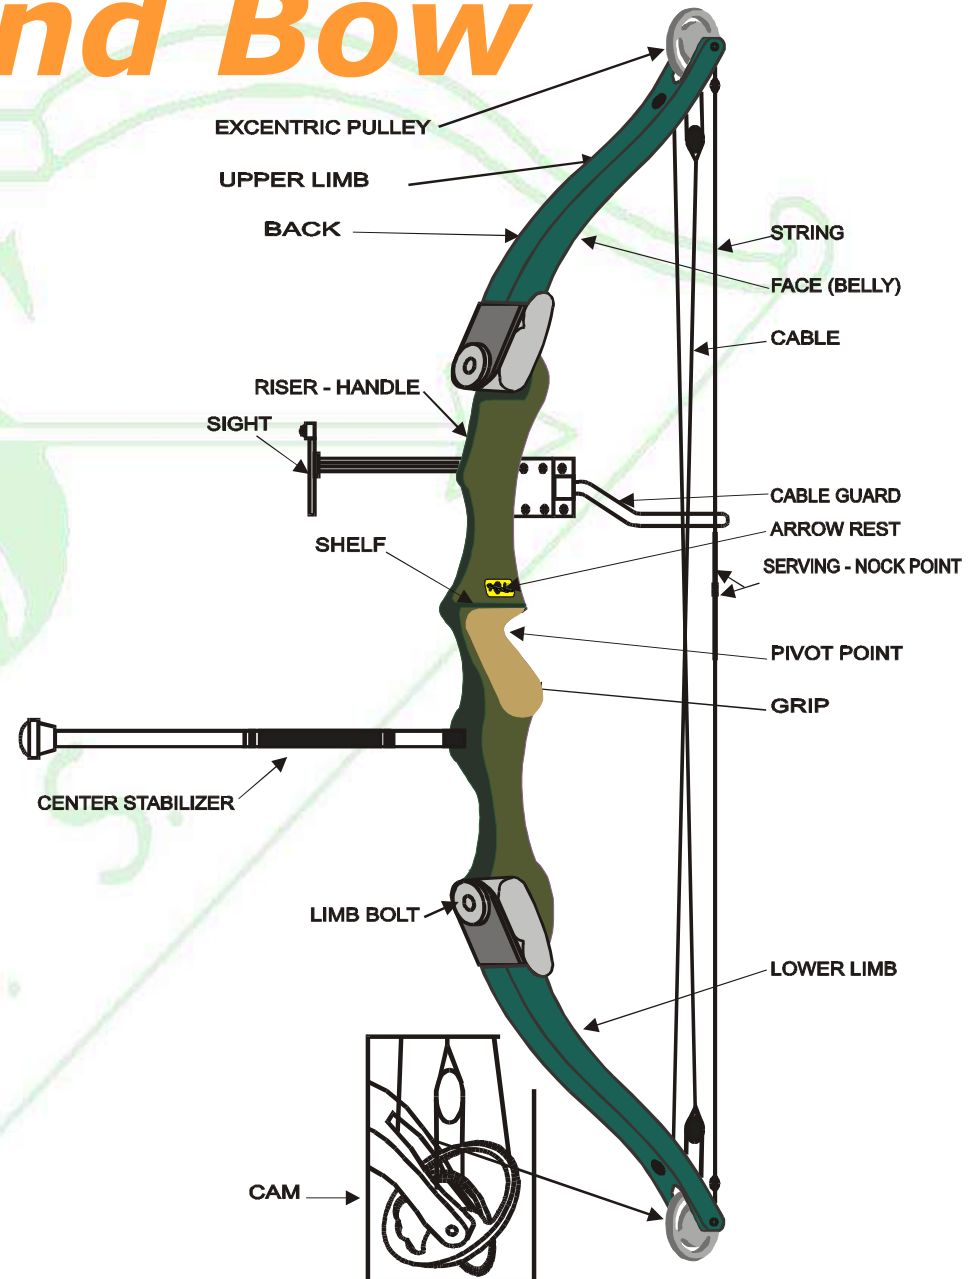 nd Bow
EXCENTRIC PULLEY
UPPER LIMB
BACK
STRING
FACE (BELLY)
CABLE
RISER - HANDLE
SIGHT
CABLE GUARD
ARROW REST
SHELF
SERVING - NOCK POINT
PIVOT POINT
GRIP
CENTER STABILIZER
LIMB BOLT
LOWER LIMB
CAM